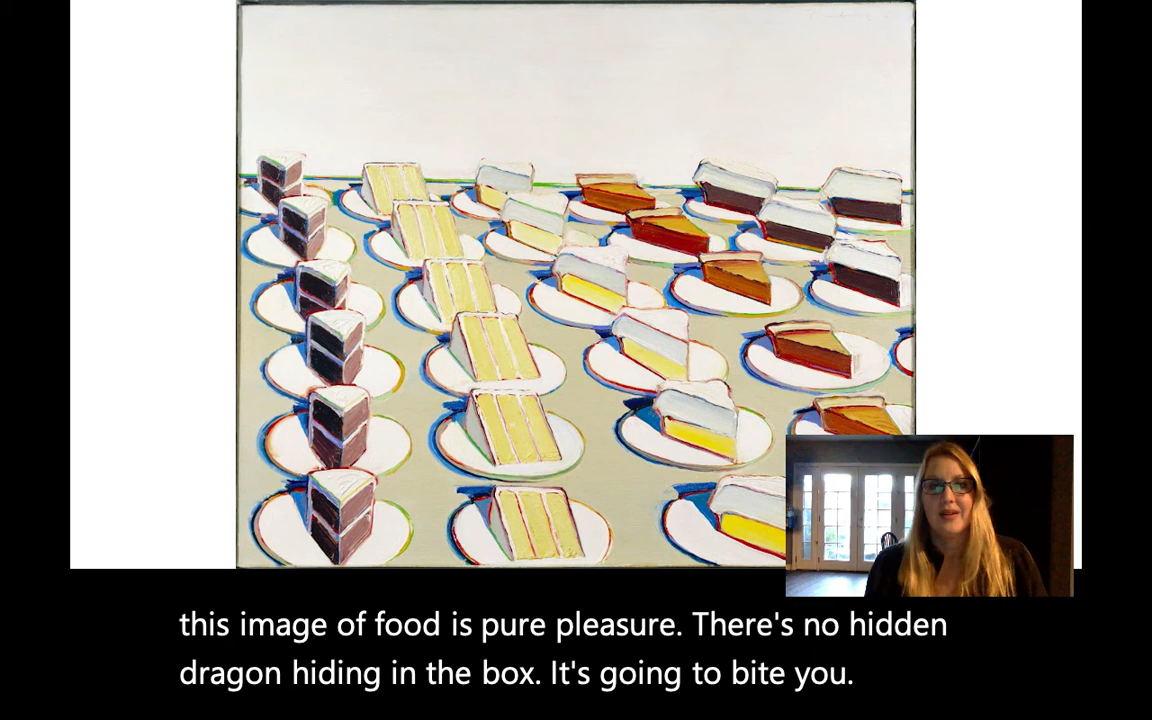 this image of food is pure pleasure. There's no hidden
dragon hiding in the box. It's going to bite you.